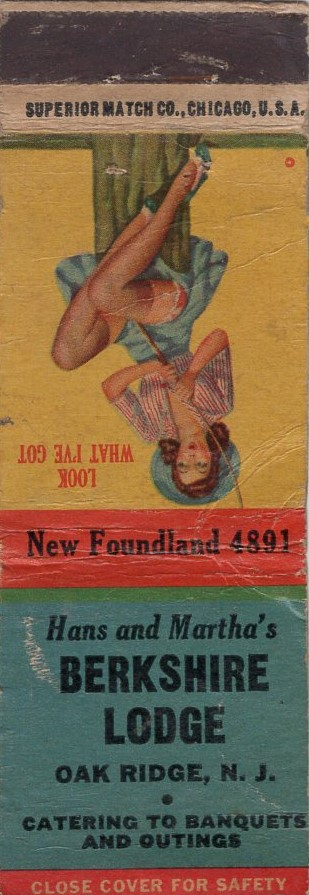 SUPERIOR MATCH CO., CHICAGO, U.S.A.
LOOK
WHAT I'VE GOT
New Foundland 4891
Hans and Martha's
BERKSHIRE
LODGE
OAK RIDGE, N. J.
•
CATERING TO BANQUETS
AND OUTINGS
CLOSE COVER FOR SAFETY